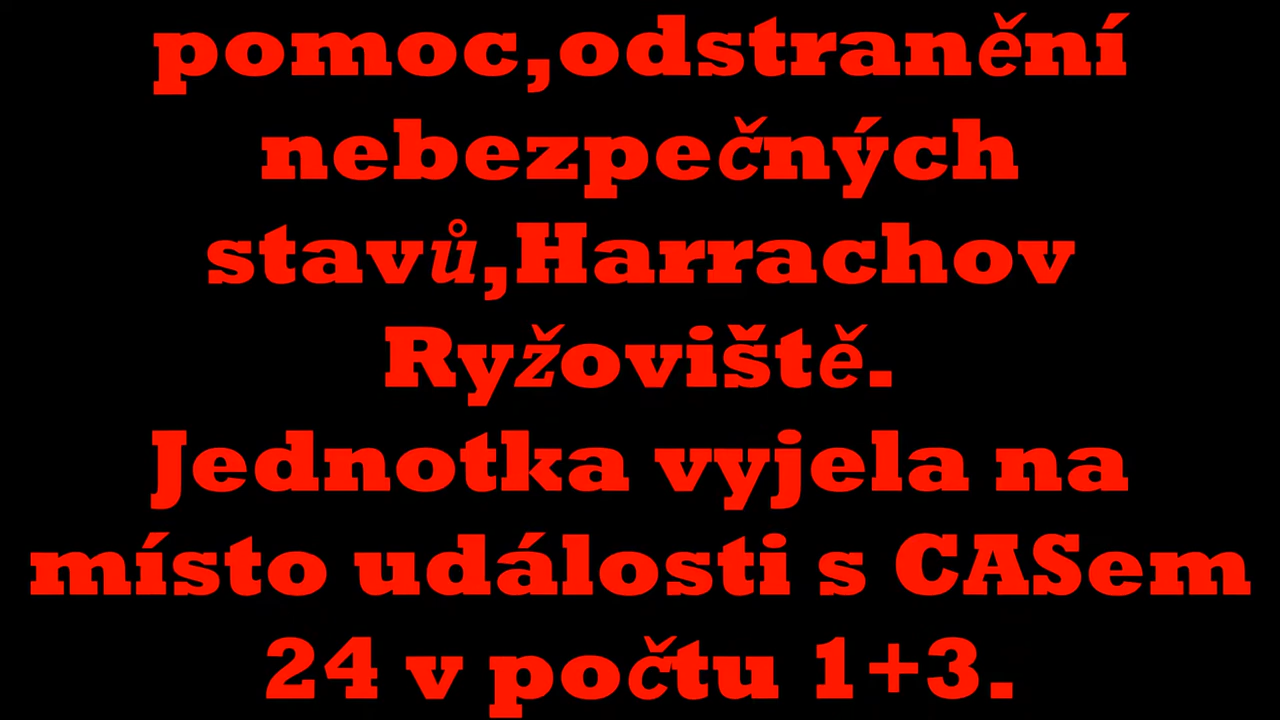 pomoc,odstranění
nebezpečných
stavů,Harrachov
Ryžoviště.
Jednotka vyjela na
místo události s CASem
24 v počtu 1+3.